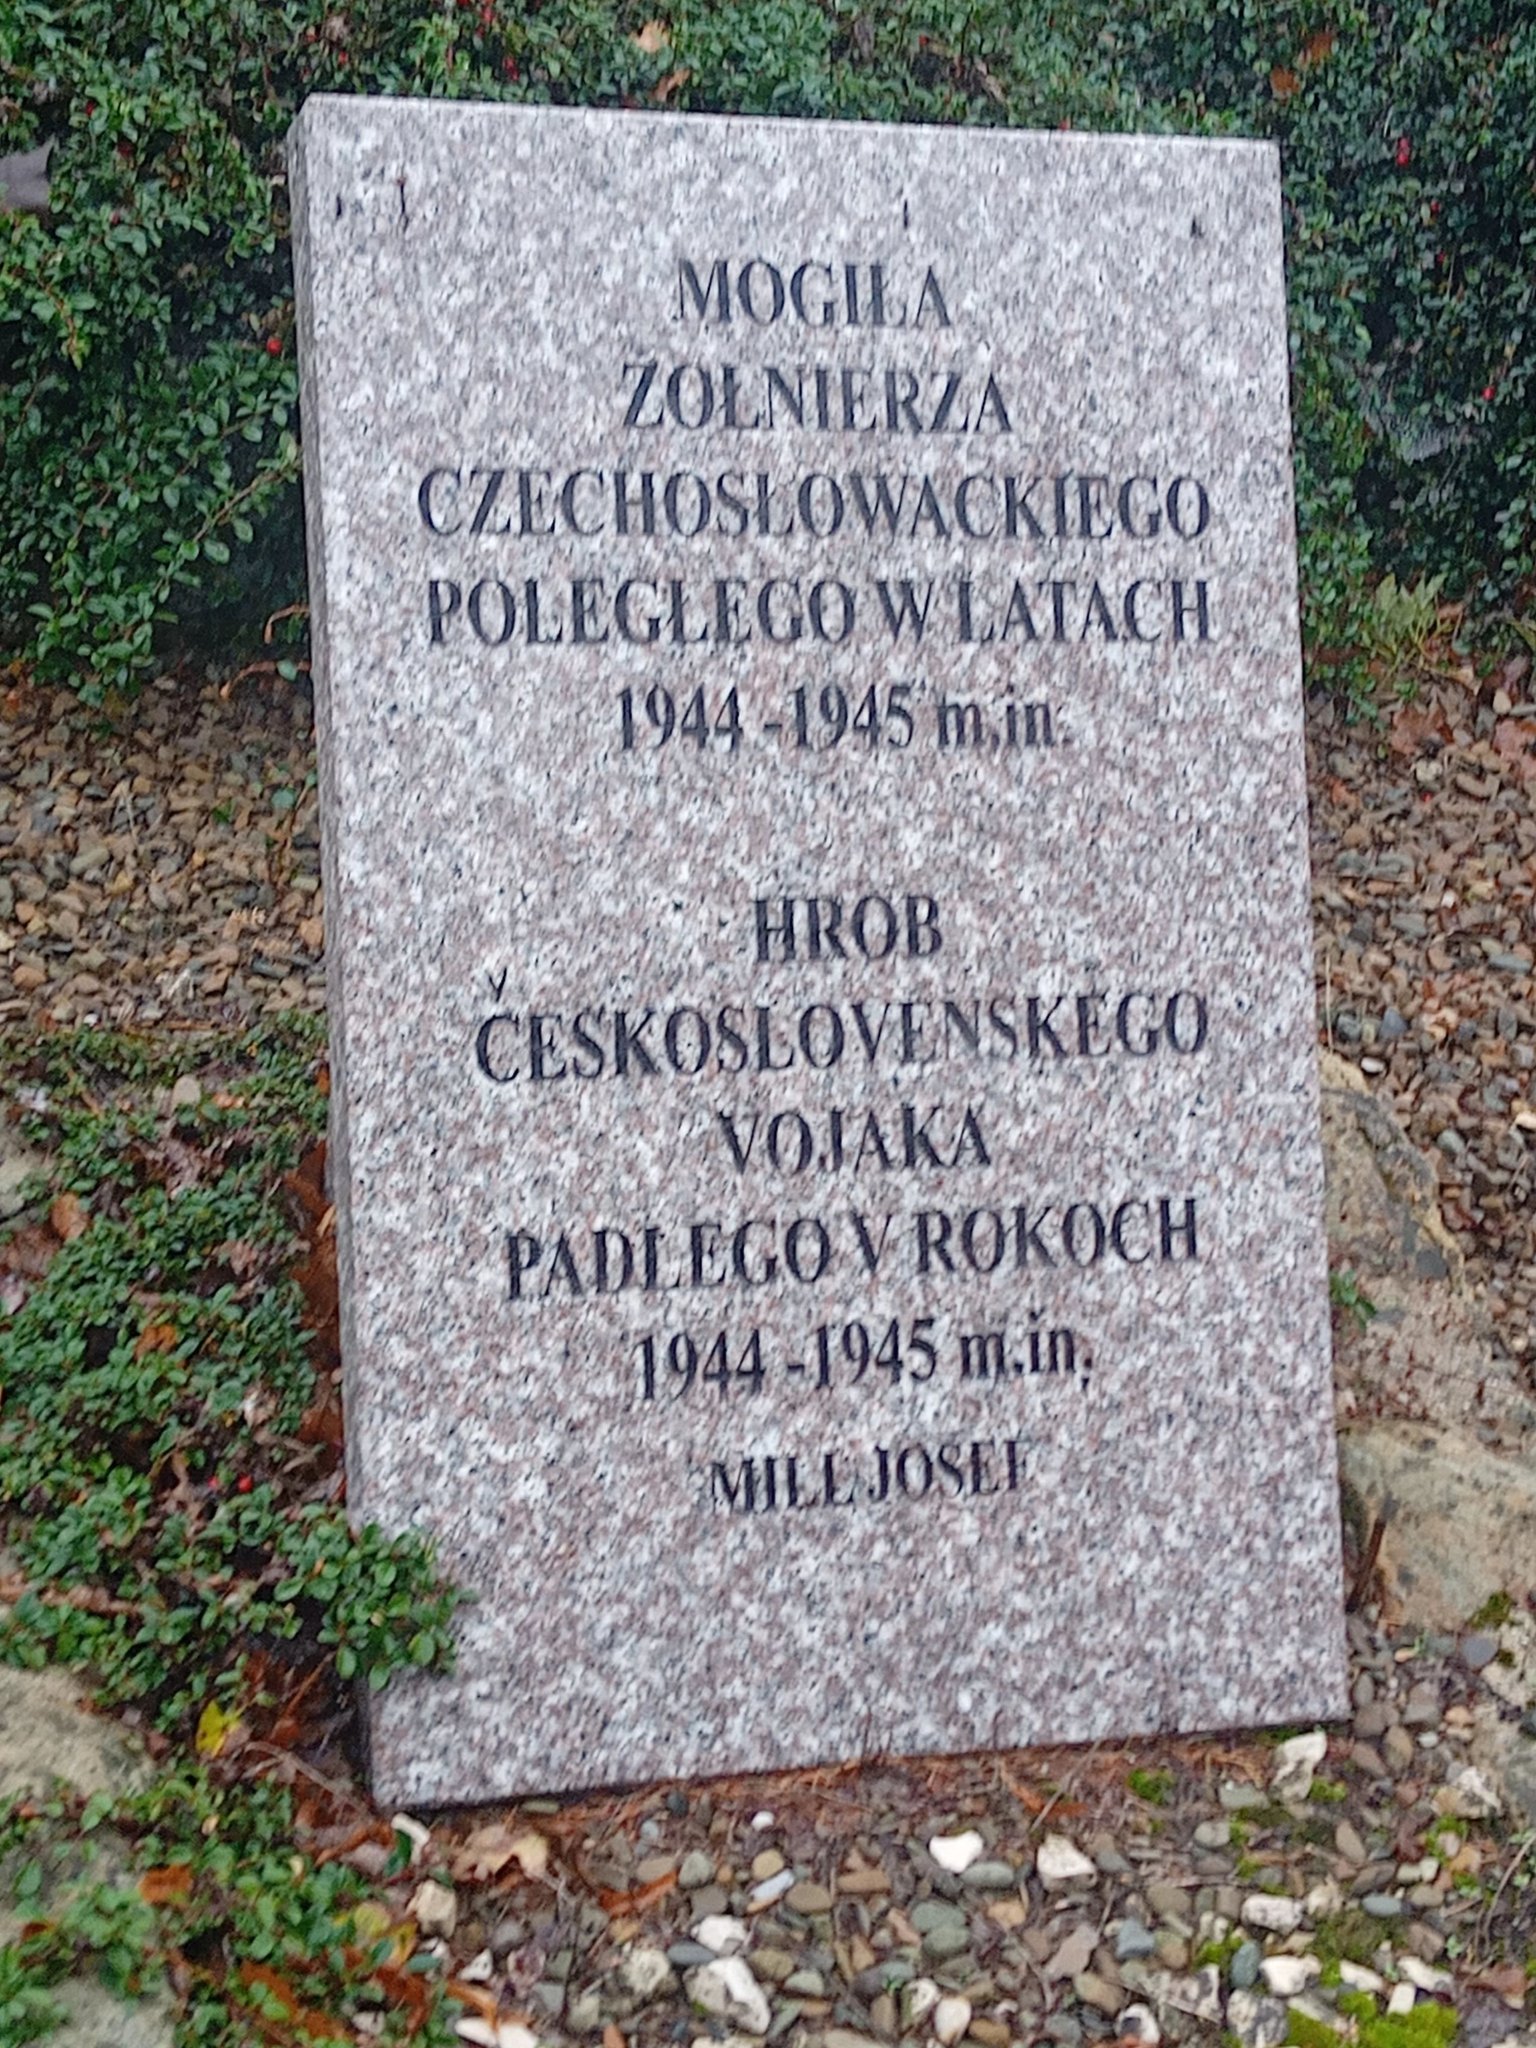 MOGIŁA
ŻOŁNIERZA
CZECHOSŁOWACKIEGO
POLEGŁEGO W LATACH
1944 - 1945 m.in.
HROB
ČESKOSLOVENSKEGO
VOJAKA
PADLEGO V ROKOCH
1944 - 1945 m.in.
MILL JOSEF